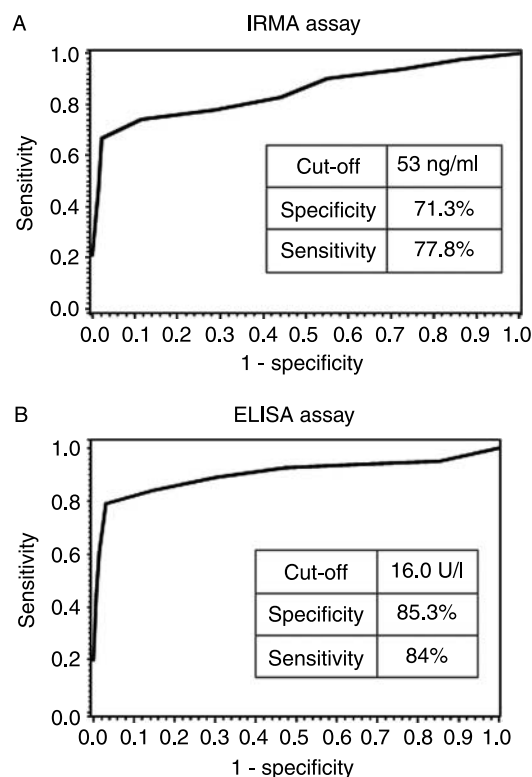 A
IRMA assay
1.0
0.8
0.6
0.4
0.2
0.0
Sensitivity
Cut-off 53 ng/ml
Specificity 71.3%
Sensitivity 77.8%
0.0 0.1 0.2 0.3 0.4 0.5 0.6 0.7 0.8 0.9 1.0
1 - specificity
B
ELISA assay
1.0
0.8
0.6
0.4
0.2
0.0
Sensitivity
Cut-off 16.0 U/l
Specificity 85.3%
Sensitivity 84%
0.0 0.1 0.2 0.3 0.4 0.5 0.6 0.7 0.8 0.9 1.0
1 - specificity